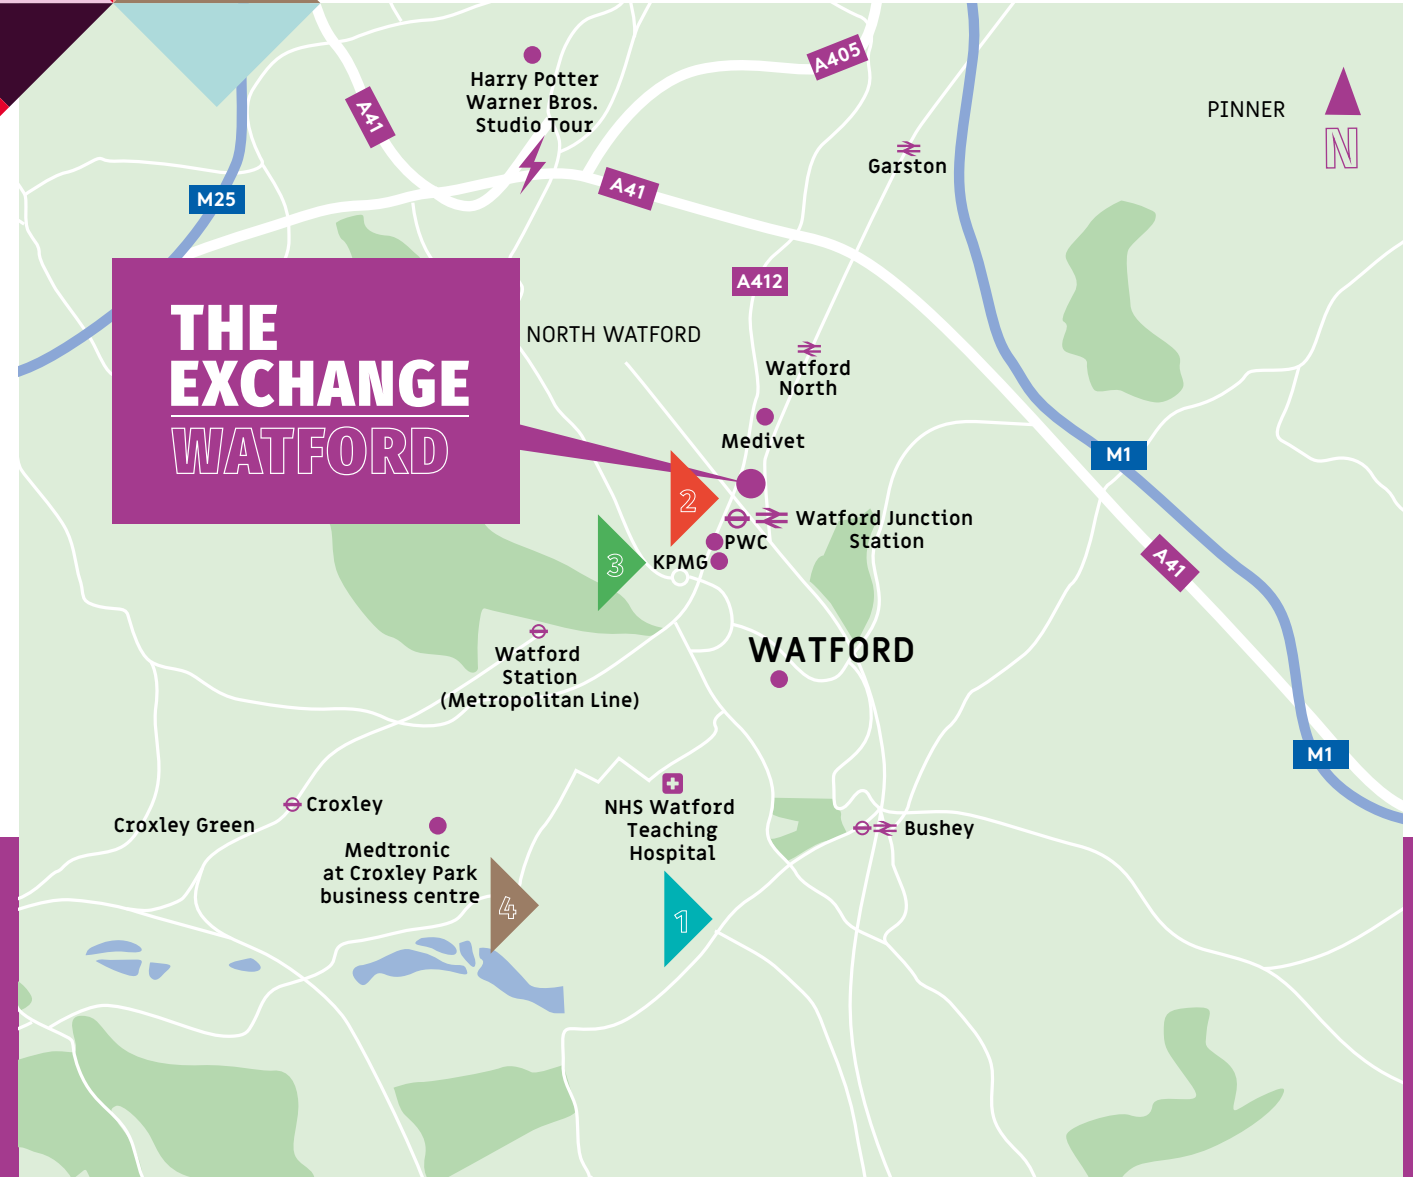 A405
A41
Harry Potter
Warner Bros.
Studio Tour
PINNER
N
Garston
M25
A41
A412
THE
EXCHANGE
WATFORD
NORTH WATFORD
Watford
North
Medivet
M1
2
Watford Junction
Station
PWC
KPMG
3
A41
WATFORD
Watford
Station
(Metropolitan Line)
M1
Croxley
Croxley Green
NHS Watford
Teaching
Hospital
Bushey
Medtronic
at Croxley Park
business centre
4
1